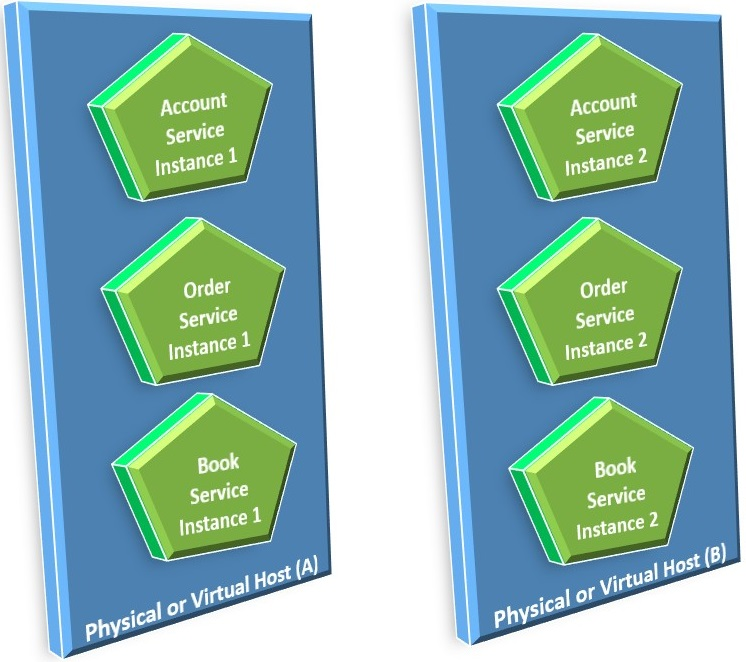 Account
Service
Instance 1
Order
Service
Instance 1
Book
Service
Instance 1
Physical or Virtual Host (A)
Account
Service
Instance 2
Order
Service
Instance 2
Book
Service
Instance 2
Physical or Virtual Host (B)